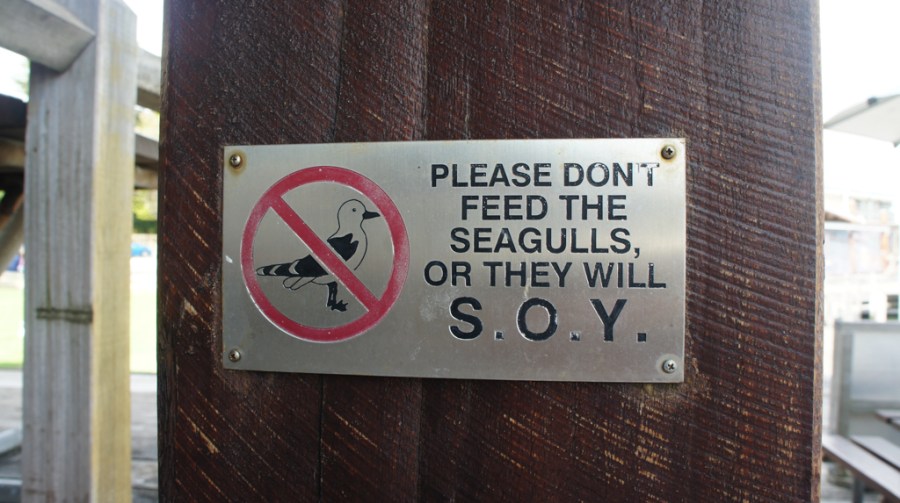 PLEASE DON'T
FEED THE
SEAGULLS,
OR THEY WILL
S.O.Y.